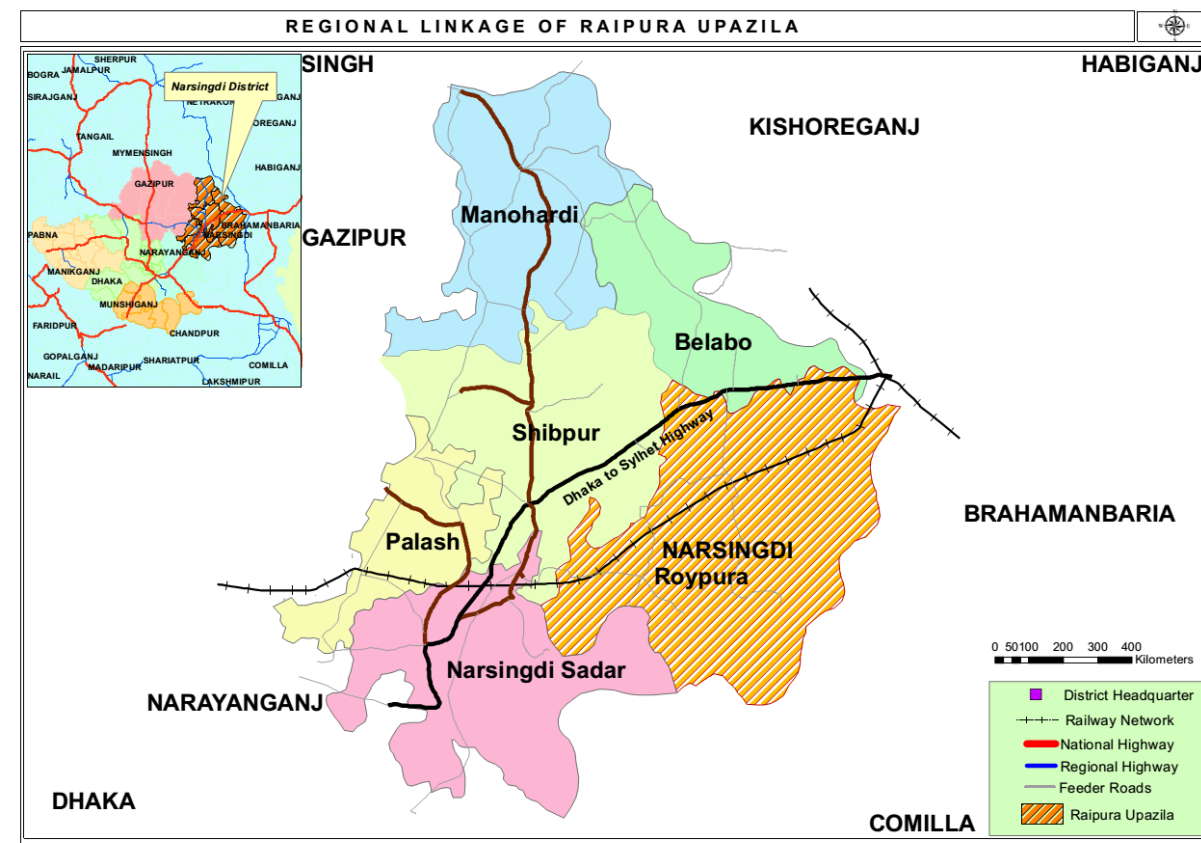 REGIONAL LINKAGE OF RAIPURA UPAZILA
N
W
E
S
SINGH
HABIGANJ
KISHOREGANJ
GAZIPUR
Manohardi
Belabo
Shibpur
Dhaka to Sylhet Highway
Palash
NARSINGDI
Roypura
BRAHAMANBARIA
Narsingdi Sadar
NARAYANGANJ
DHAKA
COMILLA
SHERPUR
BOGRA
JAMALPUR
Narsingdi District
SIRAJGANJ
NETRAKON
GANJ
OREGANJ
TANGAIL
MYMENSINGH
HABIGANJ
GAZIPUR
BRAHAMANBARIA
PABNA
NARSINGDI
NARAYANGANJ
MANIKGANJ
DHAKA
MUNSHIGANJ
FARIDPUR
CHANDPUR
GOPALGANJ
SHARIATPUR
MADARIPUR
COMILLA
NARAIL
LAKSHMIPUR
0 50100 200 300 400
Kilometers
District Headquarter
Railway Network
National Highway
Regional Highway
Feeder Roads
Raipura Upazila